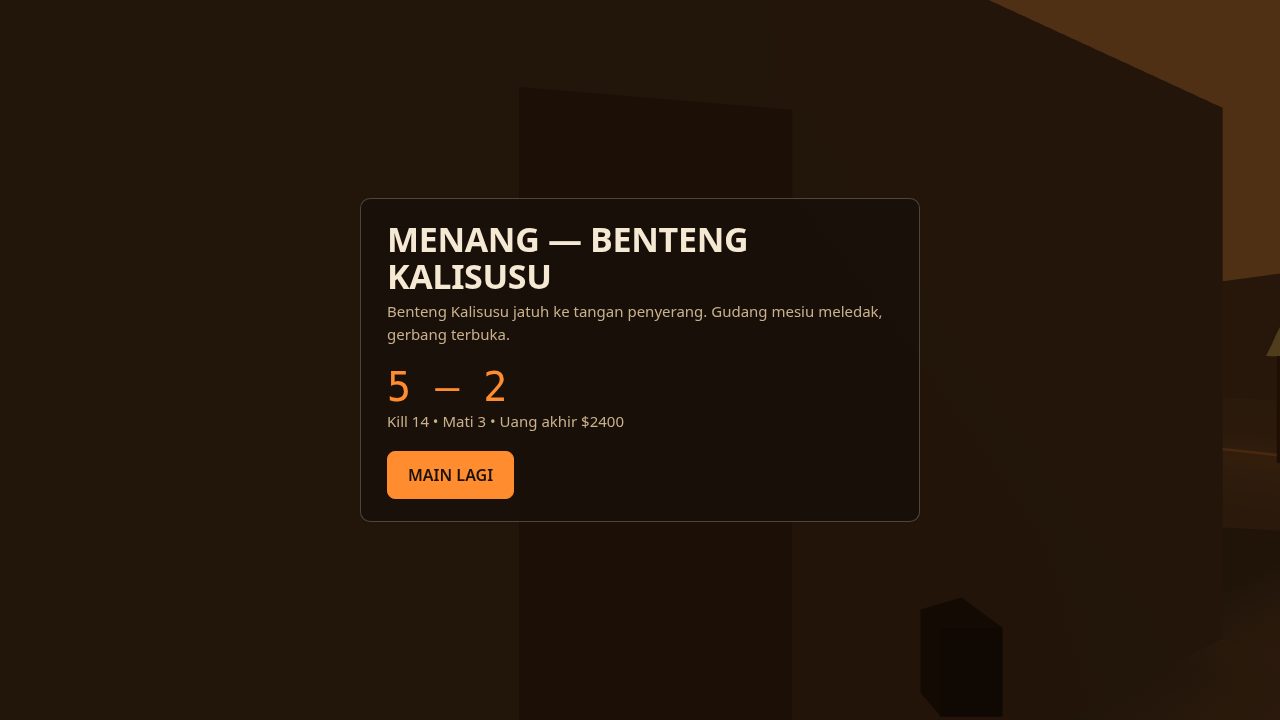 MENANG — BENTENG
KALISUSU
Benteng Kalisusu jatuh ke tangan penyerang. Gudang mesiu meledak,
gerbang terbuka.
5 – 2
Kill 14 • Mati 3 • Uang akhir $2400
MAIN LAGI